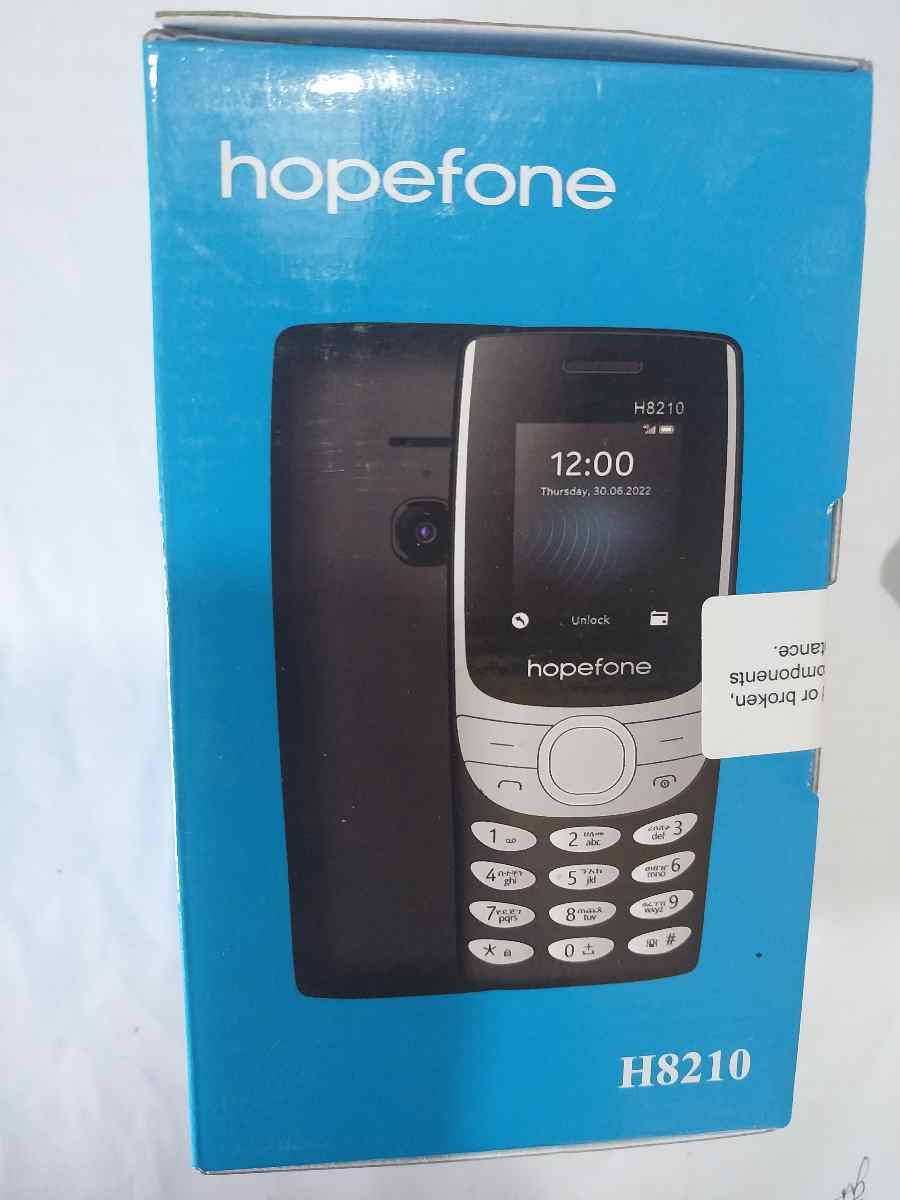 hopefone
H8210
12:00
Thursday, 30.06.2022
Unlock
hopefone
or broken,
omponents
tance.
1
2 abc
def 3
4 ghi
5 jkl
mno 6
7 pqrs
8 tuv
wxyz 9
*
0 +
#
H8210